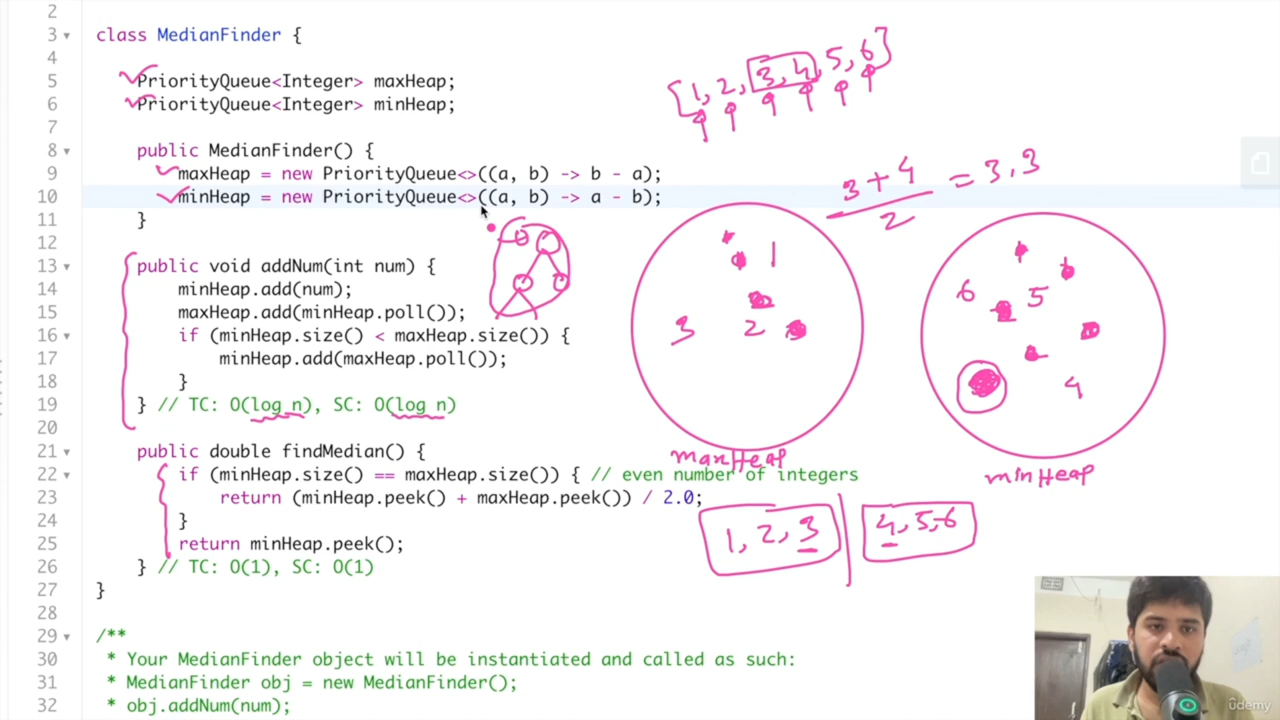 2
3 class MedianFinder {
4
5 PriorityQueue<Integer> maxHeap;
6 PriorityQueue<Integer> minHeap;
7
8 public MedianFinder() {
9 maxHeap = new PriorityQueue<>((a, b) -> b - a);
10 minHeap = new PriorityQueue<>((a, b) -> a - b);
11 }
12
13 public void addNum(int num) {
14 minHeap.add(num);
15 maxHeap.add(minHeap.poll());
16 if (minHeap.size() < maxHeap.size()) {
17 minHeap.add(maxHeap.poll());
18 }
19 } // TC: O(log n), SC: O(log n)
20
21 public double findMedian() {
22 if (minHeap.size() == maxHeap.size()) { // even number of integers
23 return (minHeap.peek() + maxHeap.peek()) / 2.0;
24 }
25 return minHeap.peek();
26 } // TC: O(1), SC: O(1)
27 }
28
29 /**
30 * Your MedianFinder object will be instantiated and called as such:
31 * MedianFinder obj = new MedianFinder();
32 * obj.addNum(num);
{1, 2, 3, 4, 5, 6}
3 + 4
2
= 3.3
1
3 2
maxHeap
6 5
4
minHeap
1, 2, 3 4, 5, 6
udemy